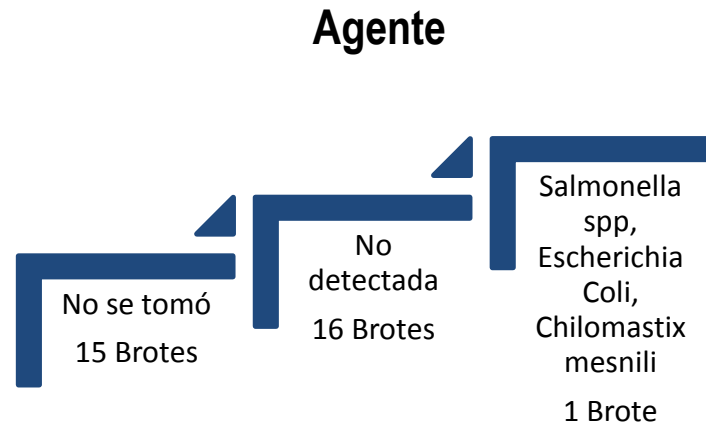 Agente
No se tomó
15 Brotes
No
detectada
16 Brotes
Salmonella
spp,
Escherichia
Coli,
Chilomastix
mesnili
1 Brote